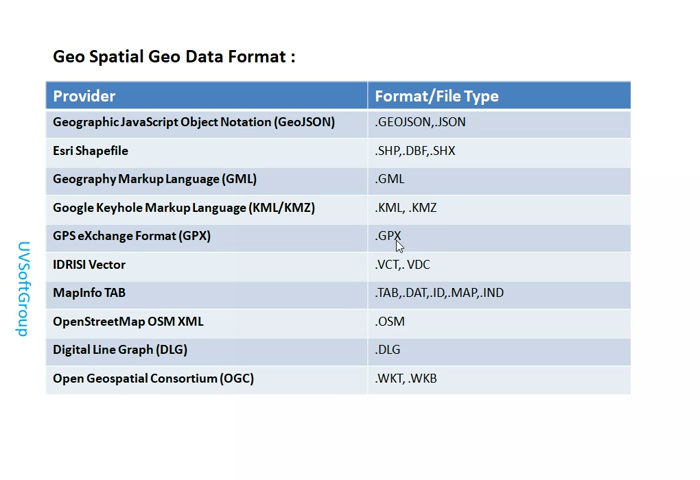 Geo Spatial Geo Data Format :
Provider Format/File Type
Geographic JavaScript Object Notation (GeoJSON) .GEOJSON,.JSON
Esri Shapefile .SHP,.DBF,.SHX
Geography Markup Language (GML) .GML
Google Keyhole Markup Language (KML/KMZ) .KML, .KMZ
GPS eXchange Format (GPX) .GPX
IDRISI Vector .VCT,. VDC
MapInfo TAB .TAB,.DAT,.ID,.MAP,.IND
OpenStreetMap OSM XML .OSM
Digital Line Graph (DLG) .DLG
Open Geospatial Consortium (OGC) .WKT, .WKB
UVSoftGroup